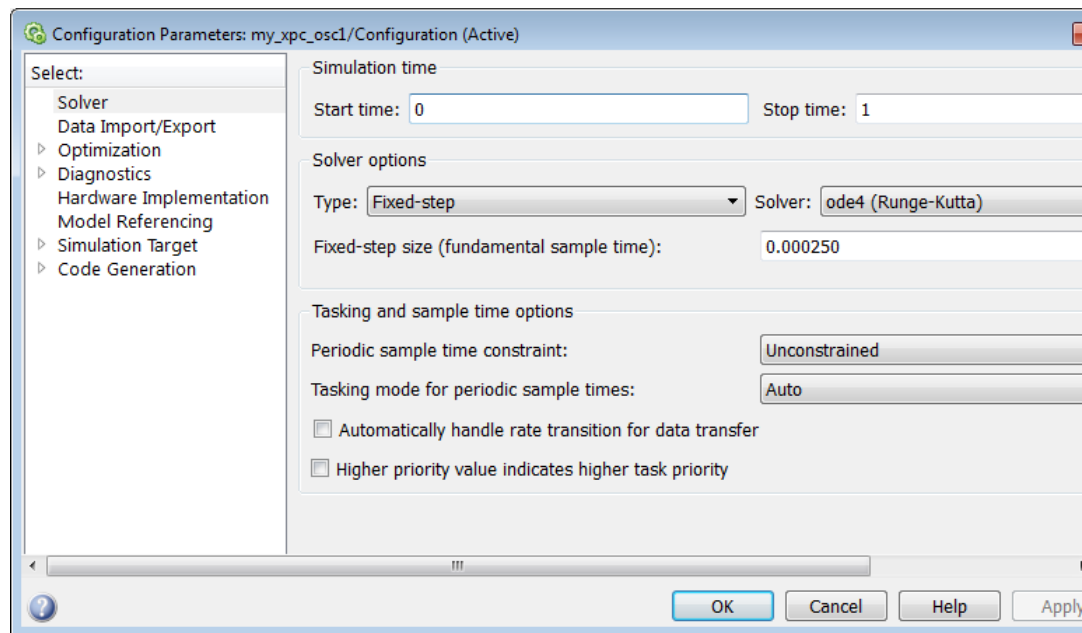 Configuration Parameters: my_xpc_osc1/Configuration (Active)
Select:
Solver
Data Import/Export
Optimization
Diagnostics
Hardware Implementation
Model Referencing
Simulation Target
Code Generation
Simulation time
Start time: 0 Stop time: 1
Solver options
Type: Fixed-step Solver: ode4 (Runge-Kutta)
Fixed-step size (fundamental sample time): 0.000250
Tasking and sample time options
Periodic sample time constraint: Unconstrained
Tasking mode for periodic sample times: Auto
Automatically handle rate transition for data transfer
Higher priority value indicates higher task priority
OK Cancel Help Apply